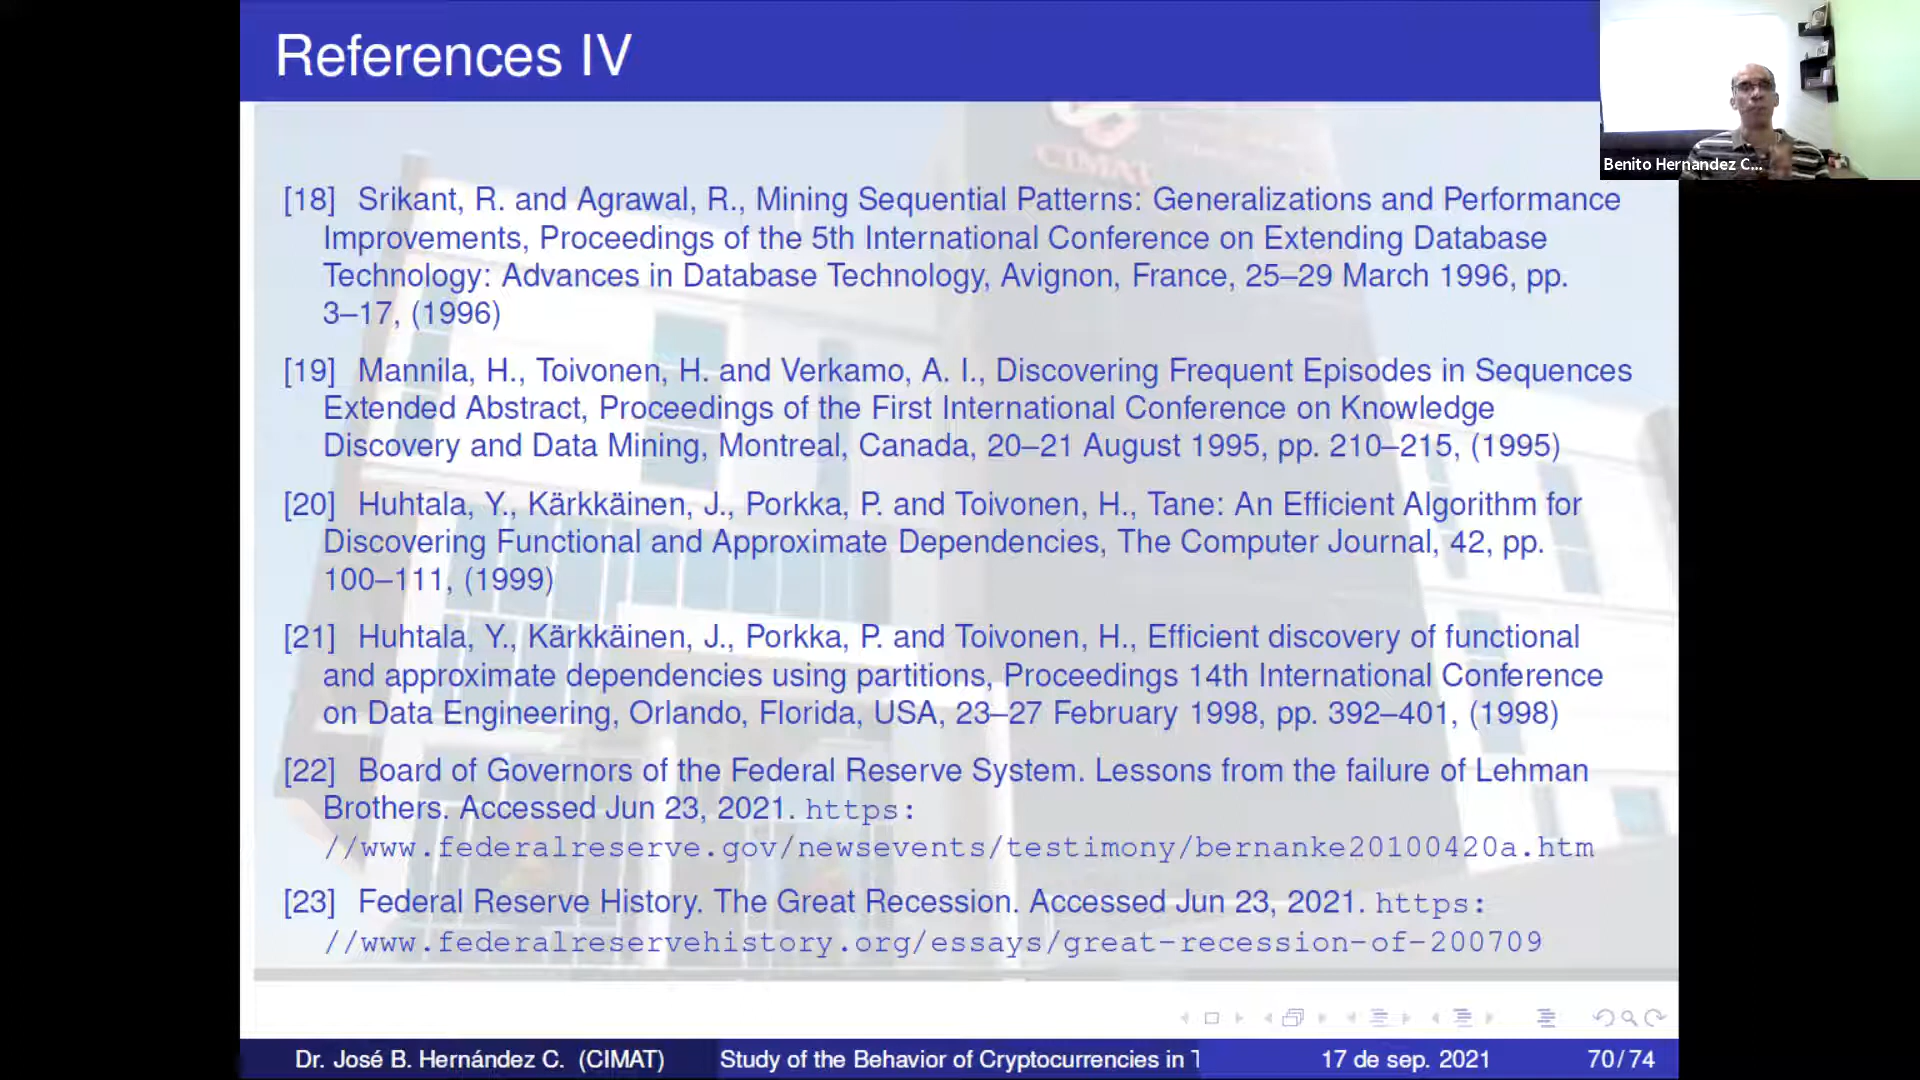 References IV
Benito Hernandez C...
CIMAT
[18] Srikant, R. and Agrawal, R., Mining Sequential Patterns: Generalizations and Performance
Improvements, Proceedings of the 5th International Conference on Extending Database
Technology: Advances in Database Technology, Avignon, France, 25–29 March 1996, pp.
3–17, (1996)
[19] Mannila, H., Toivonen, H. and Verkamo, A. I., Discovering Frequent Episodes in Sequences
Extended Abstract, Proceedings of the First International Conference on Knowledge
Discovery and Data Mining, Montreal, Canada, 20–21 August 1995, pp. 210–215, (1995)
[20] Huhtala, Y., Kärkkäinen, J., Porkka, P. and Toivonen, H., Tane: An Efficient Algorithm for
Discovering Functional and Approximate Dependencies, The Computer Journal, 42, pp.
100–111, (1999)
[21] Huhtala, Y., Kärkkäinen, J., Porkka, P. and Toivonen, H., Efficient discovery of functional
and approximate dependencies using partitions, Proceedings 14th International Conference
on Data Engineering, Orlando, Florida, USA, 23–27 February 1998, pp. 392–401, (1998)
[22] Board of Governors of the Federal Reserve System. Lessons from the failure of Lehman
Brothers. Accessed Jun 23, 2021. https:
//www.federalreserve.gov/newsevents/testimony/bernanke20100420a.htm
[23] Federal Reserve History. The Great Recession. Accessed Jun 23, 2021. https:
//www.federalreservehistory.org/essays/great-recession-of-200709
Dr. José B. Hernández C. (CIMAT) Study of the Behavior of Cryptocurrencies in T 17 de sep. 2021 70/74